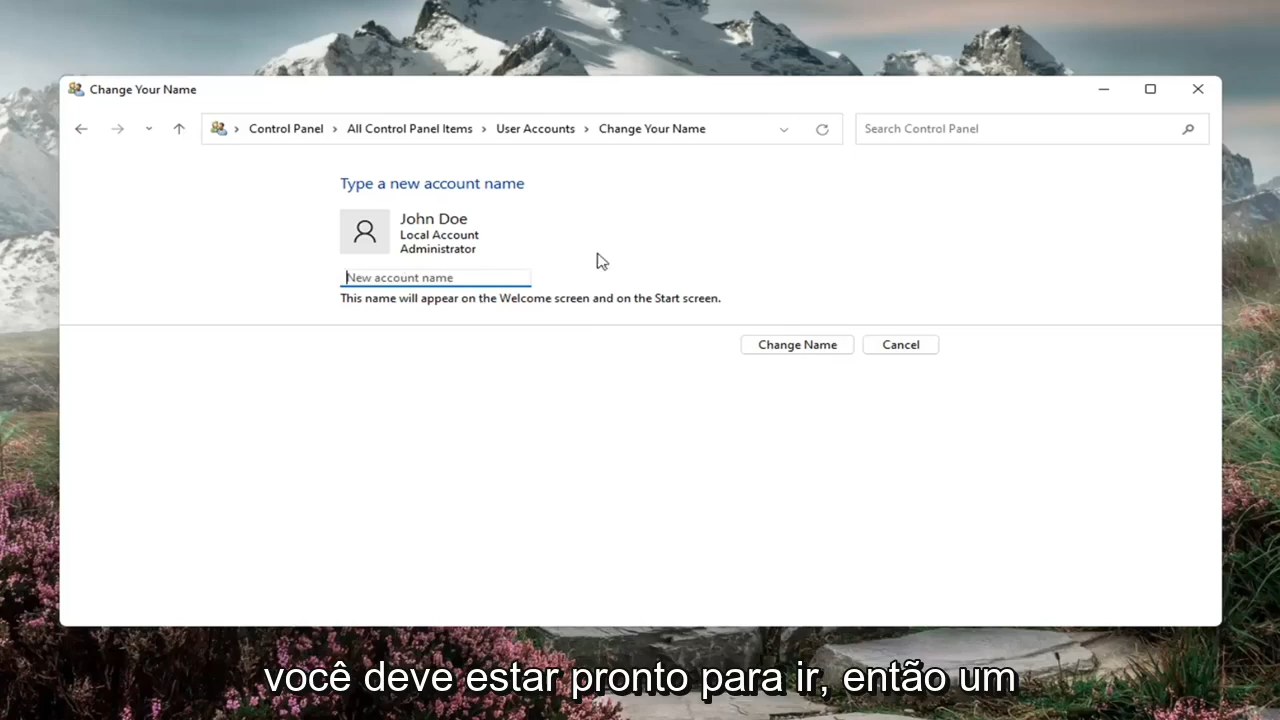 Change Your Name
Control Panel > All Control Panel Items > User Accounts > Change Your Name
Search Control Panel
Type a new account name
John Doe
Local Account
Administrator
New account name
This name will appear on the Welcome screen and on the Start screen.
Change Name Cancel
você deve estar pronto para ir, então um